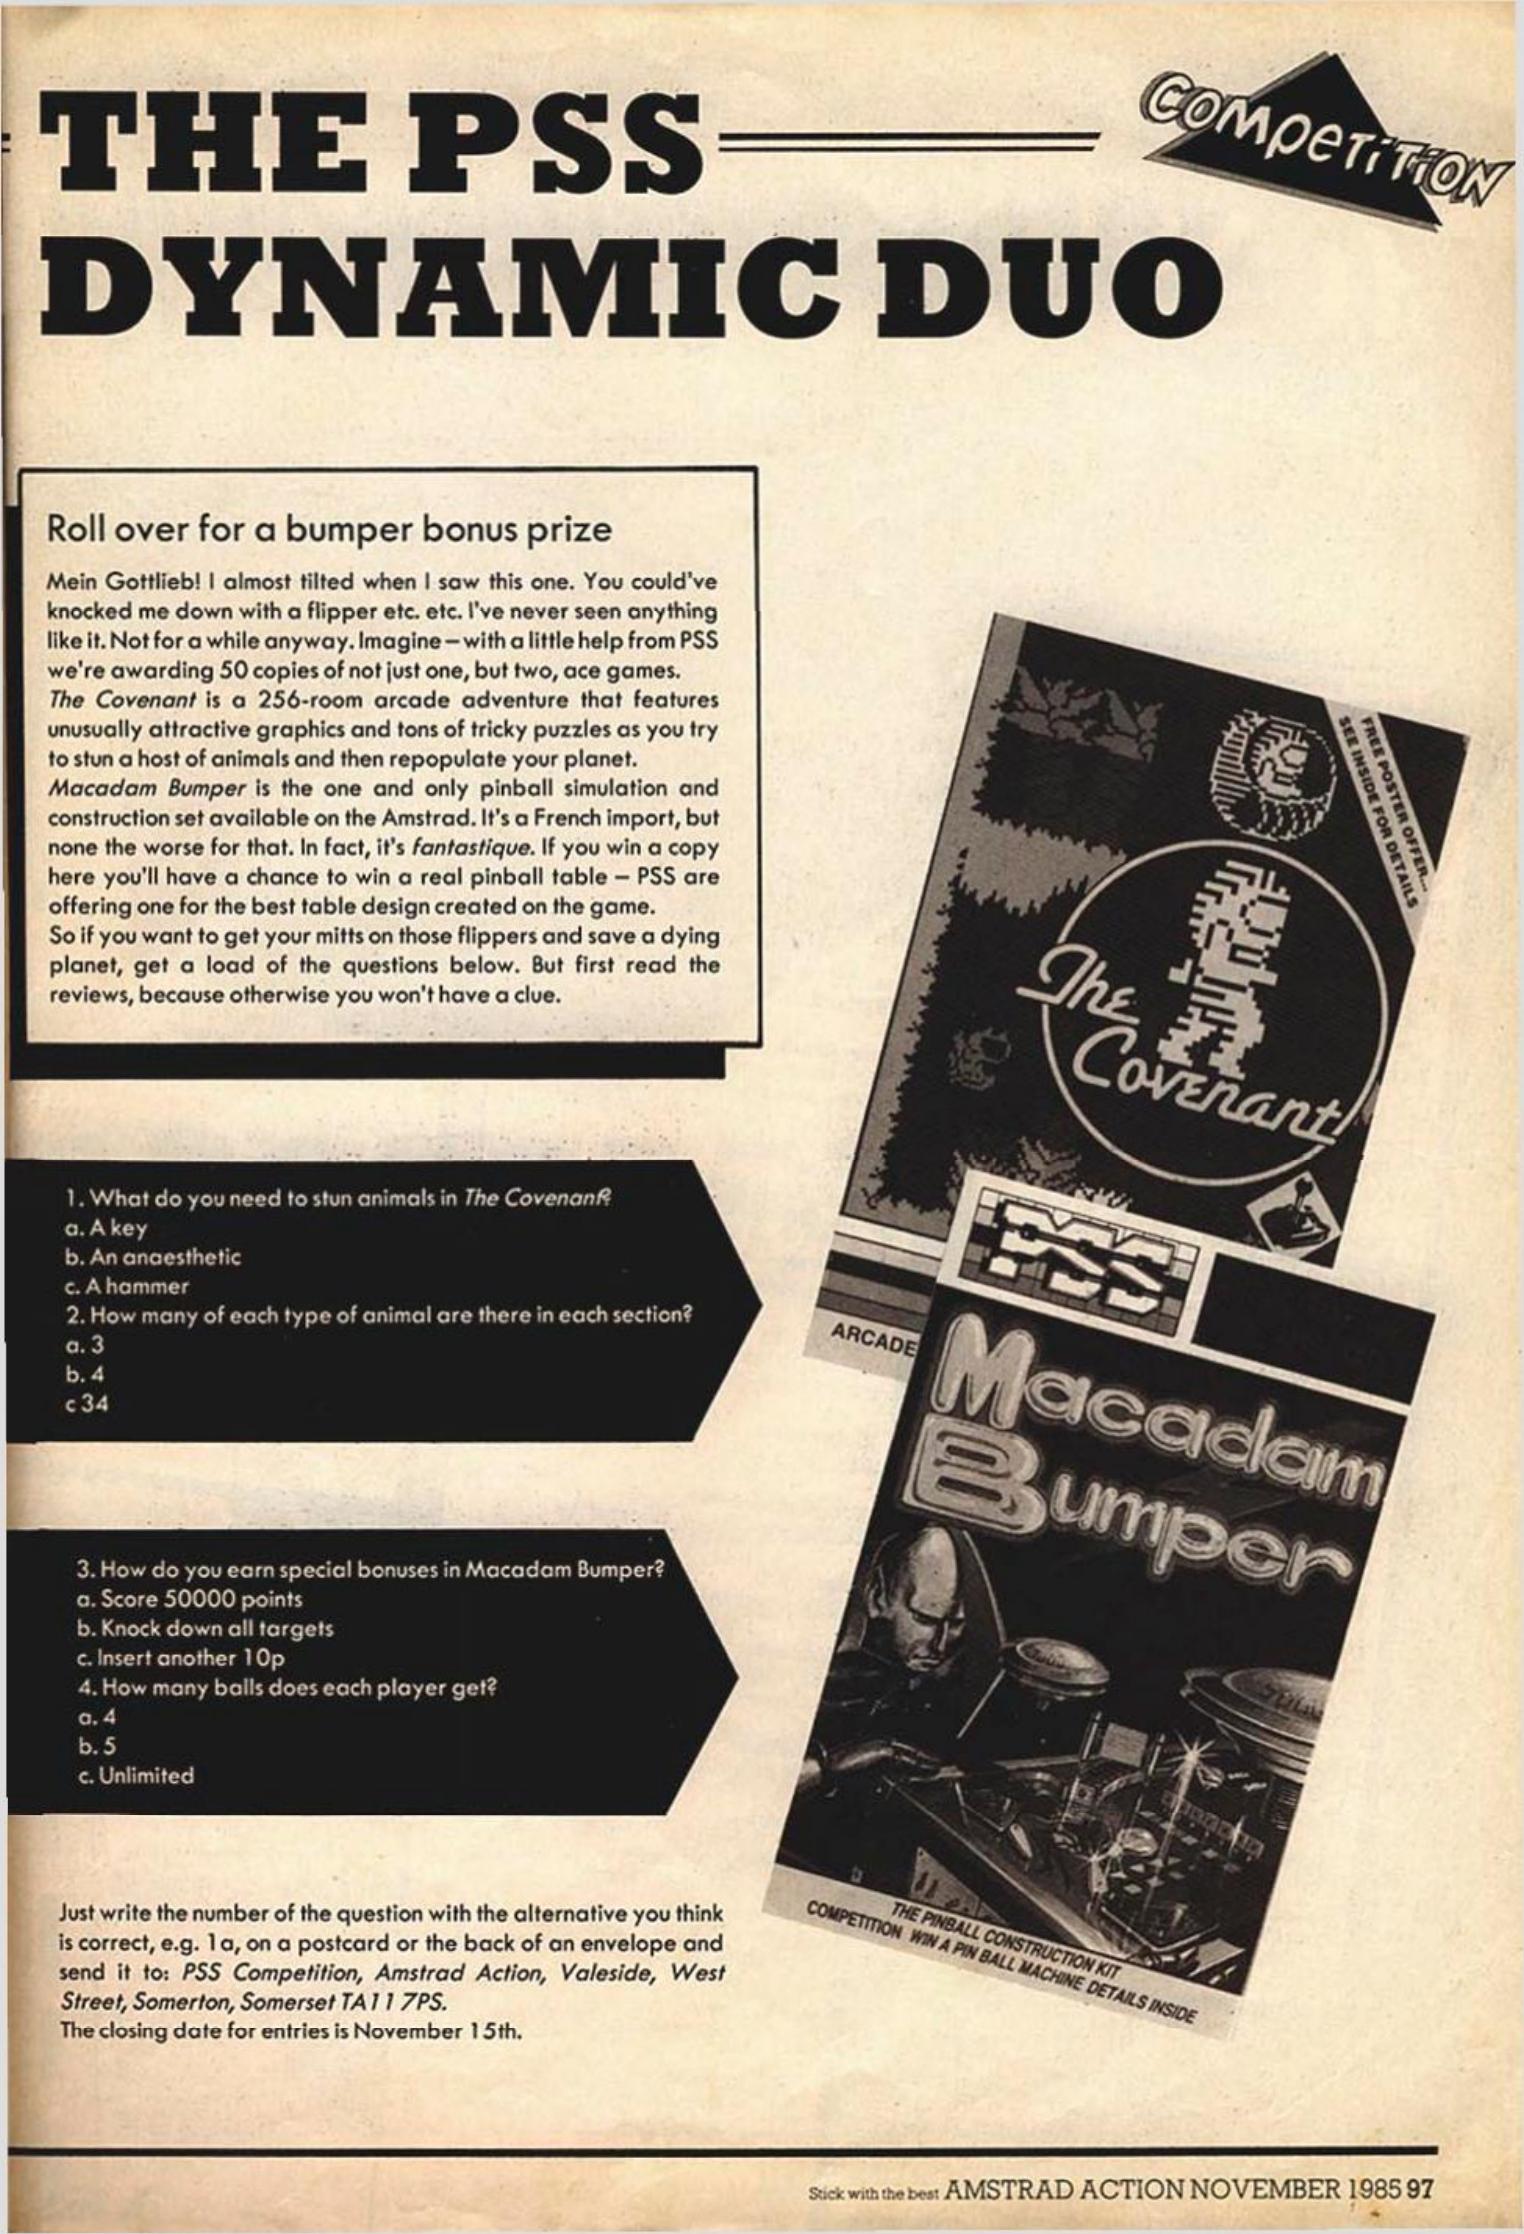 THE PSS
COMPETITION
DYNAMIC DUO
Roll over for a bumper bonus prize
Mein Gottlieb! I almost tilted when I saw this one. You could've
knocked me down with a flipper etc. etc. I've never seen anything
like it. Not for a while anyway. Imagine – with a little help from PSS
we're awarding 50 copies of not just one, but two, ace games.
The Covenant is a 256-room arcade adventure that features
unusually attractive graphics and tons of tricky puzzles as you try
to stun a host of animals and then repopulate your planet.
Macadam Bumper is the one and only pinball simulation and
construction set available on the Amstrad. It's a French import, but
none the worse for that. In fact, it's fantastique. If you win a copy
here you'll have a chance to win a real pinball table – PSS are
offering one for the best table design created on the game.
So if you want to get your mitts on those flippers and save a dying
planet, get a load of the questions below. But first read the
reviews, because otherwise you won't have a clue.
1. What do you need to stun animals in The Covenant?
a. A key
b. An anaesthetic
c. A hammer
2. How many of each type of animal are there in each section?
a. 3
b. 4
c 34
3. How do you earn special bonuses in Macadam Bumper?
a. Score 50000 points
b. Knock down all targets
c. Insert another 10p
4. How many balls does each player get?
a. 4
b. 5
c. Unlimited
Just write the number of the question with the alternative you think
is correct, e.g. 1a, on a postcard or the back of an envelope and
send it to: PSS Competition, Amstrad Action, Valeside, West
Street, Somerton, Somerset TA11 7PS.
The closing date for entries is November 15th.
FREE POSTER OFFER...
SEE INSIDE FOR DETAILS
The
Covenant
PSS
ARCADE
Macadam
Bumper
THE PINBALL CONSTRUCTION KIT
COMPETITION WIN A PIN BALL MACHINE DETAILS INSIDE
Stick with the best AMSTRAD ACTION NOVEMBER 1985 97